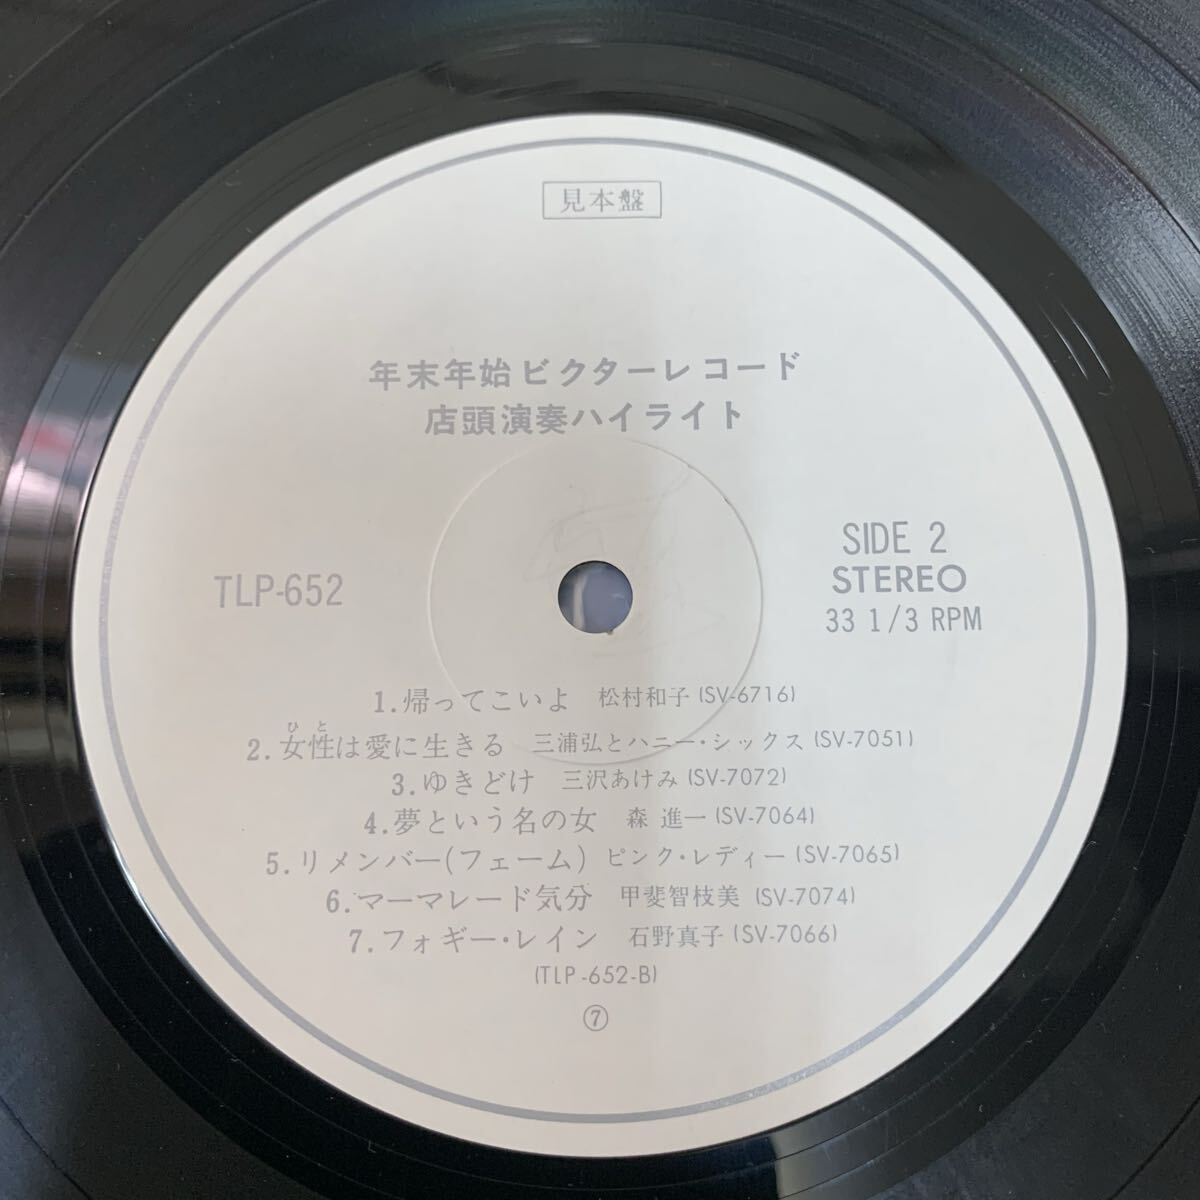 見本盤
年末年始ビクターレコード
店頭演奏ハイライト
TLP-652
SIDE 2
STEREO
33 1/3 RPM
1.帰ってこいよ 松村和子(SV-6716)
ひと
2.女性は愛に生きる 三浦弘とハニー・シックス(SV-7051)
3.ゆきどけ 三沢あけみ(SV-7072)
4.夢という名の女 森 進一(SV-7064)
5.リメンバー(フェーム)ピンク・レディー(SV-7065)
6.マーマレード気分 甲斐智枝美(SV-7074)
7.フォギー・レイン 石野真子(SV-7066)
(TLP-652-B)
⑦